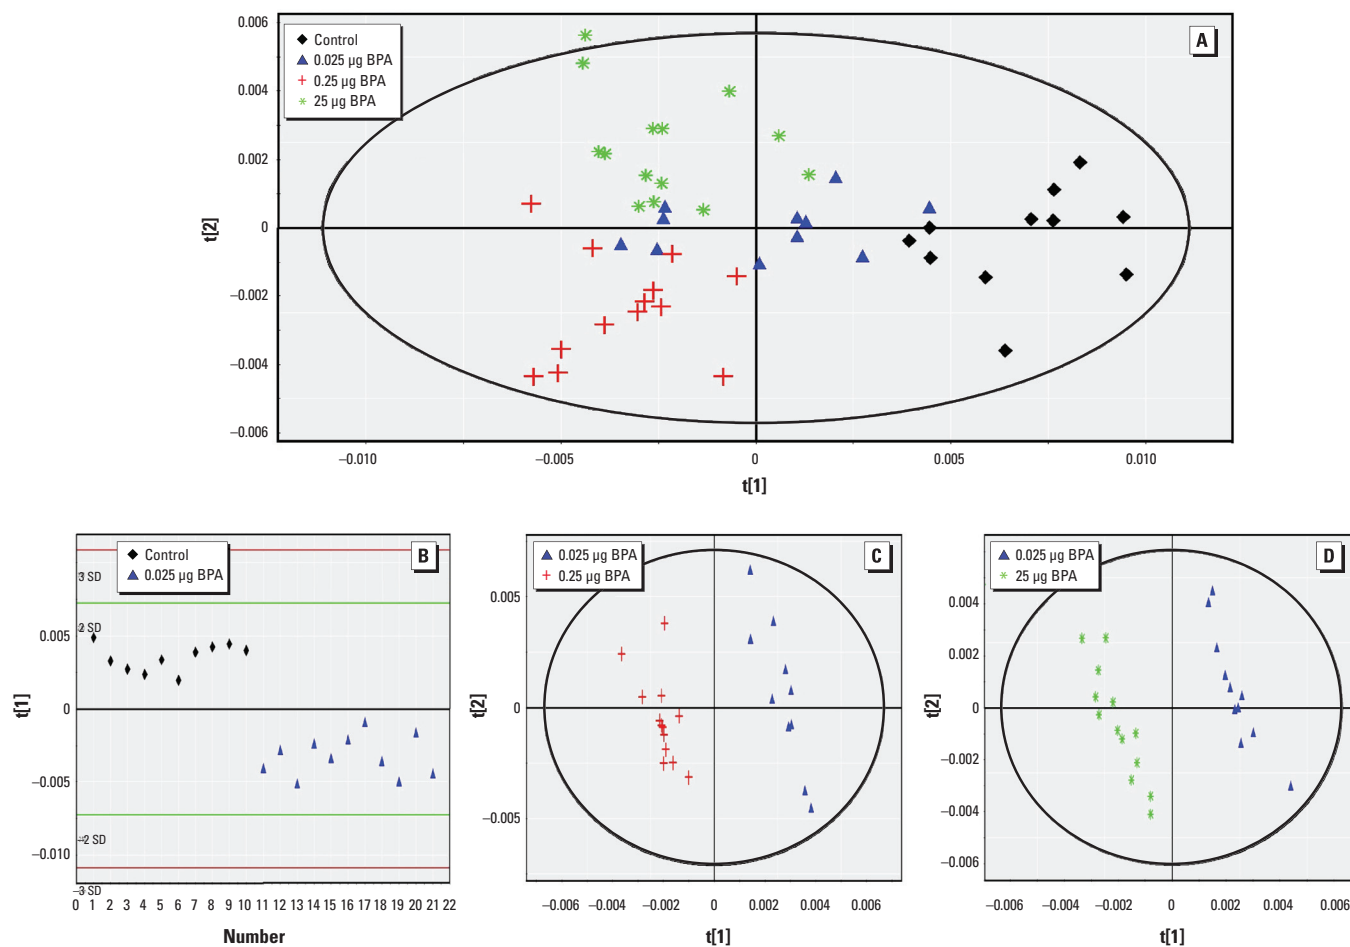 A
Control
0.025 µg BPA
0.25 µg BPA
25 µg BPA
0.006
0.004
0.002
0
−0.002
−0.004
−0.006
t[2]
−0.010
−0.005
0
0.005
0.010
t[1]
B
Control
0.025 µg BPA
3 SD
2 SD
−2 SD
−3 SD
0.005
0
−0.005
−0.010
t[1]
0 1 2 3 4 5 6 7 8 9 10 11 12 13 14 15 16 17 18 19 20 21 22
Number
C
0.025 µg BPA
0.25 µg BPA
0.005
0
−0.005
t[2]
−0.006 −0.004 −0.002 0 0.002 0.004 0.006
t[1]
D
0.025 µg BPA
25 µg BPA
0.004
0.002
0
−0.002
−0.004
−0.006
t[2]
−0.006 −0.004 −0.002 0 0.002 0.004 0.006
t[1]